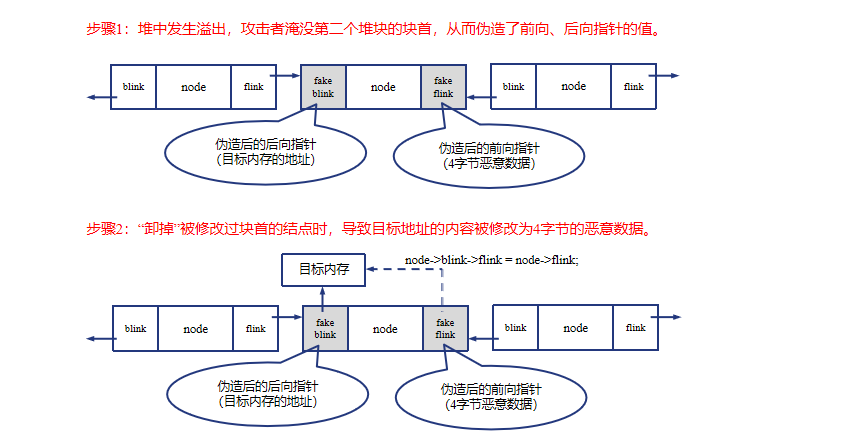 步骤1：堆中发生溢出，攻击者淹没第二个堆块的块首，从而伪造了前向、后向指针的值。
blink
node
flink
fake
blink
node
fake
flink
blink
node
flink
伪造后的后向指针
（目标内存的地址）
伪造后的前向指针
（4字节恶意数据）
步骤2：“卸掉”被修改过块首的结点时，导致目标地址的内容被修改为4字节的恶意数据。
目标内存
node->blink->flink = node->flink;
blink
node
flink
fake
blink
node
fake
flink
blink
node
flink
伪造后的后向指针
（目标内存的地址）
伪造后的前向指针
（4字节恶意数据）